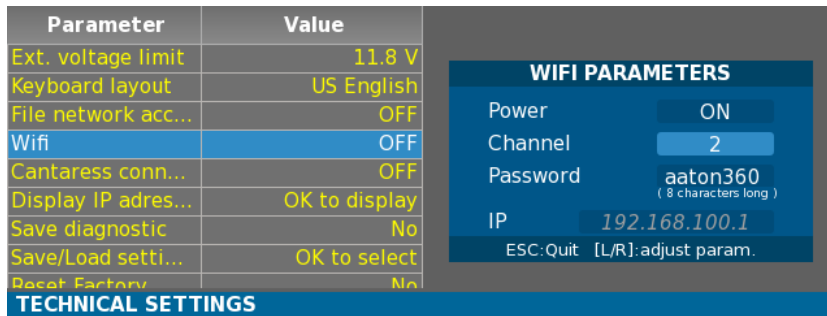 Parameter Value
Ext. voltage limit 11.8 V
Keyboard layout US English
File network acc... OFF
Wifi OFF
Cantaress conn... OFF
Display IP adres... OK to display
Save diagnostic No
Save/Load setti... OK to select
Reset Factory No
TECHNICAL SETTINGS
WIFI PARAMETERS
Power ON
Channel 2
Password aaton360
( 8 characters long )
IP 192.168.100.1
ESC:Quit [L/R]:adjust param.